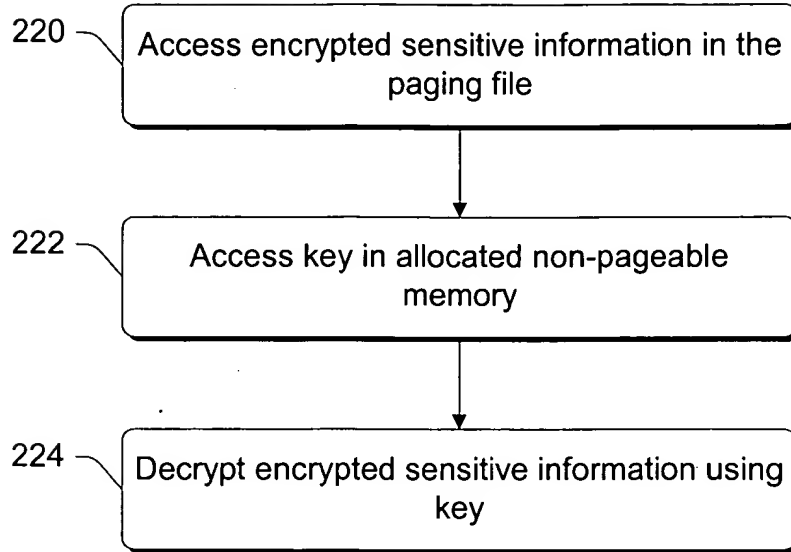 220
Access encrypted sensitive information in the
paging file
222
Access key in allocated non-pageable
memory
224
Decrypt encrypted sensitive information using
key